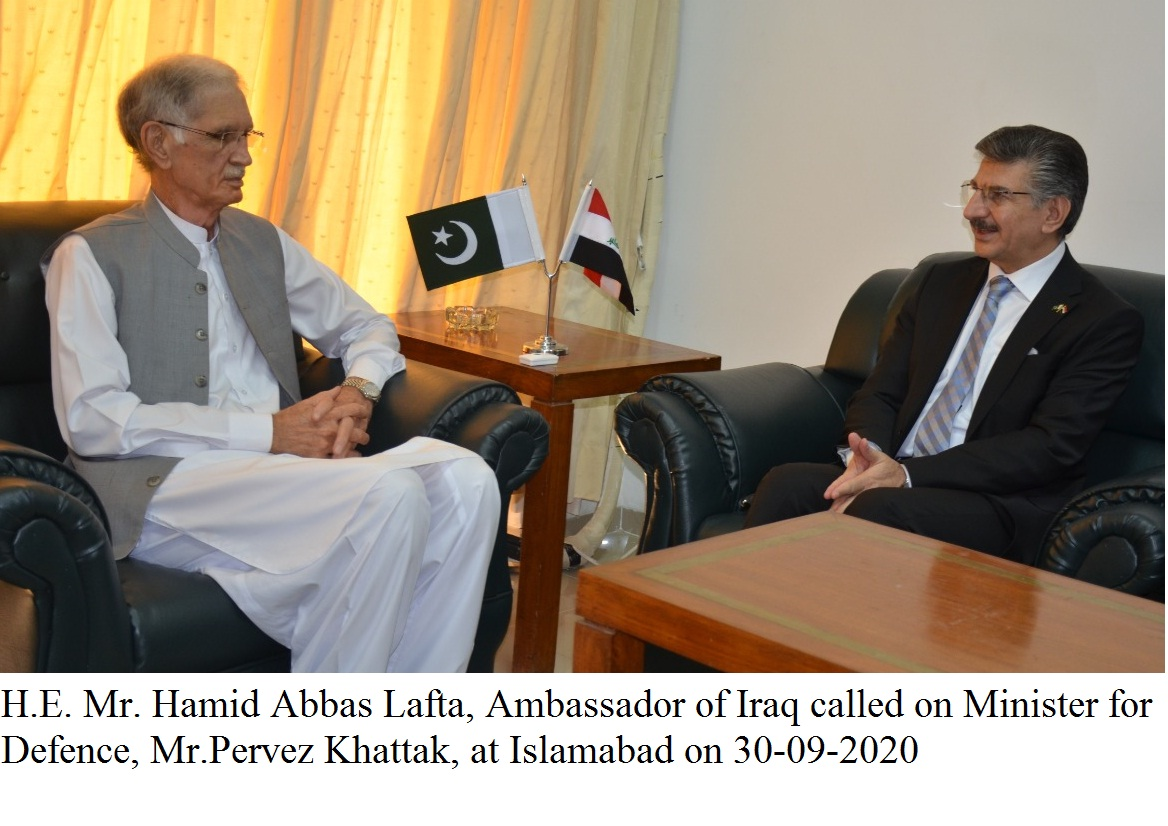 H.E. Mr. Hamid Abbas Lafta, Ambassador of Iraq called on Minister for
Defence, Mr.Pervez Khattak, at Islamabad on 30-09-2020